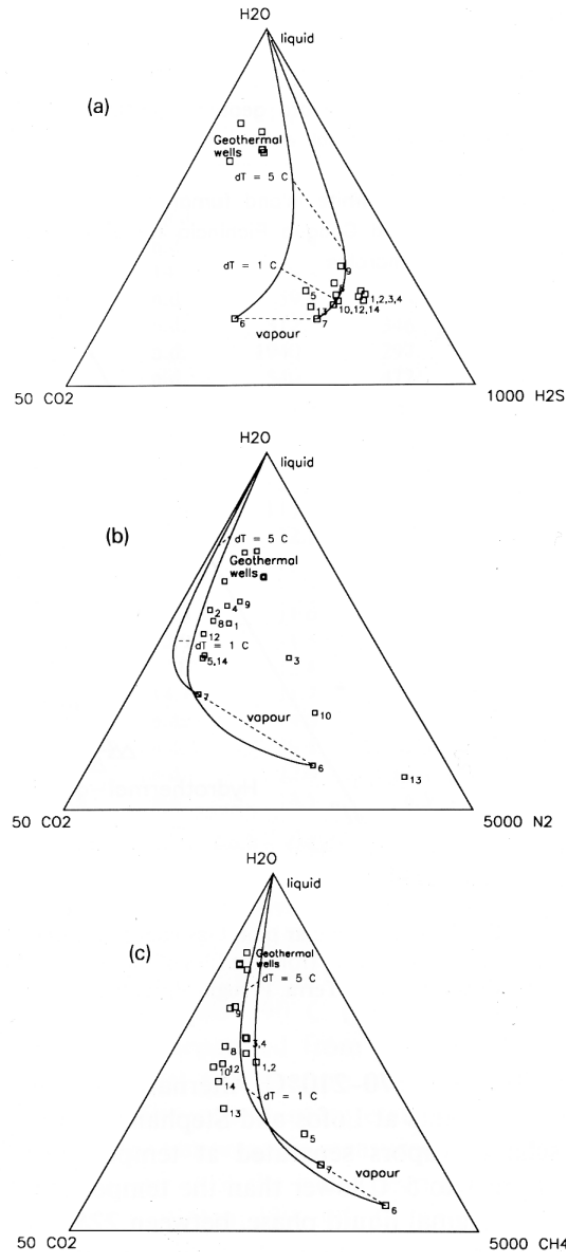 H2O
liquid
(a)
Geothermal
wells
dT = 5 C
9
dT = 1 C
8
5
1,2,3,4
13
10,12,14
6
7
vapour
50 CO2
1000 H2S
H2O
liquid
(b)
dT = 5 C
Geothermal
wells
2
4
9
8
1
12
dT = 1 C
5,14
3
7
vapour
10
6
13
50 CO2
5000 N2
H2O
liquid
(c)
Geothermal
wells
dT = 5 C
9
8
3,4
10
12
1,2
14
dT = 1 C
13
5
7
vapour
6
50 CO2
5000 CH4